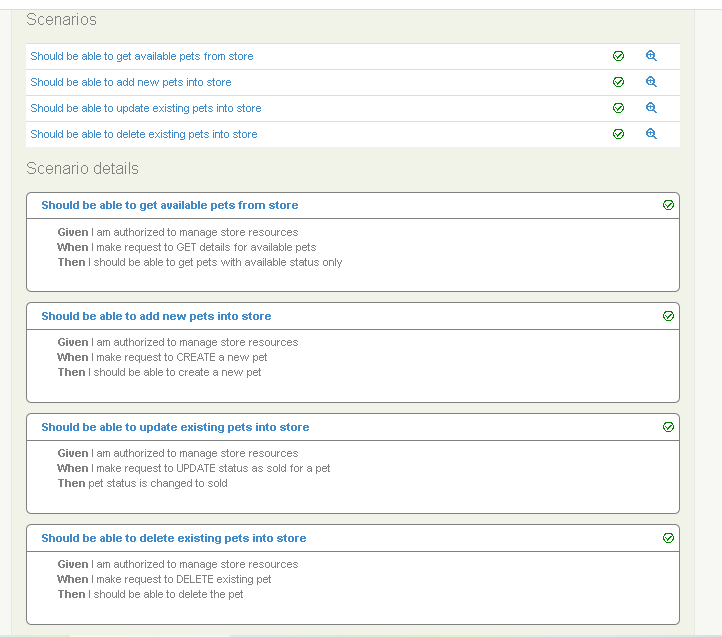 Scenarios
Should be able to get available pets from store
Should be able to add new pets into store
Should be able to update existing pets into store
Should be able to delete existing pets into store
Scenario details
Should be able to get available pets from store
Given I am authorized to manage store resources
When I make request to GET details for available pets
Then I should be able to get pets with available status only
Should be able to add new pets into store
Given I am authorized to manage store resources
When I make request to CREATE a new pet
Then I should be able to create a new pet
Should be able to update existing pets into store
Given I am authorized to manage store resources
When I make request to UPDATE status as sold for a pet
Then pet status is changed to sold
Should be able to delete existing pets into store
Given I am authorized to manage store resources
When I make request to DELETE existing pet
Then I should be able to delete the pet